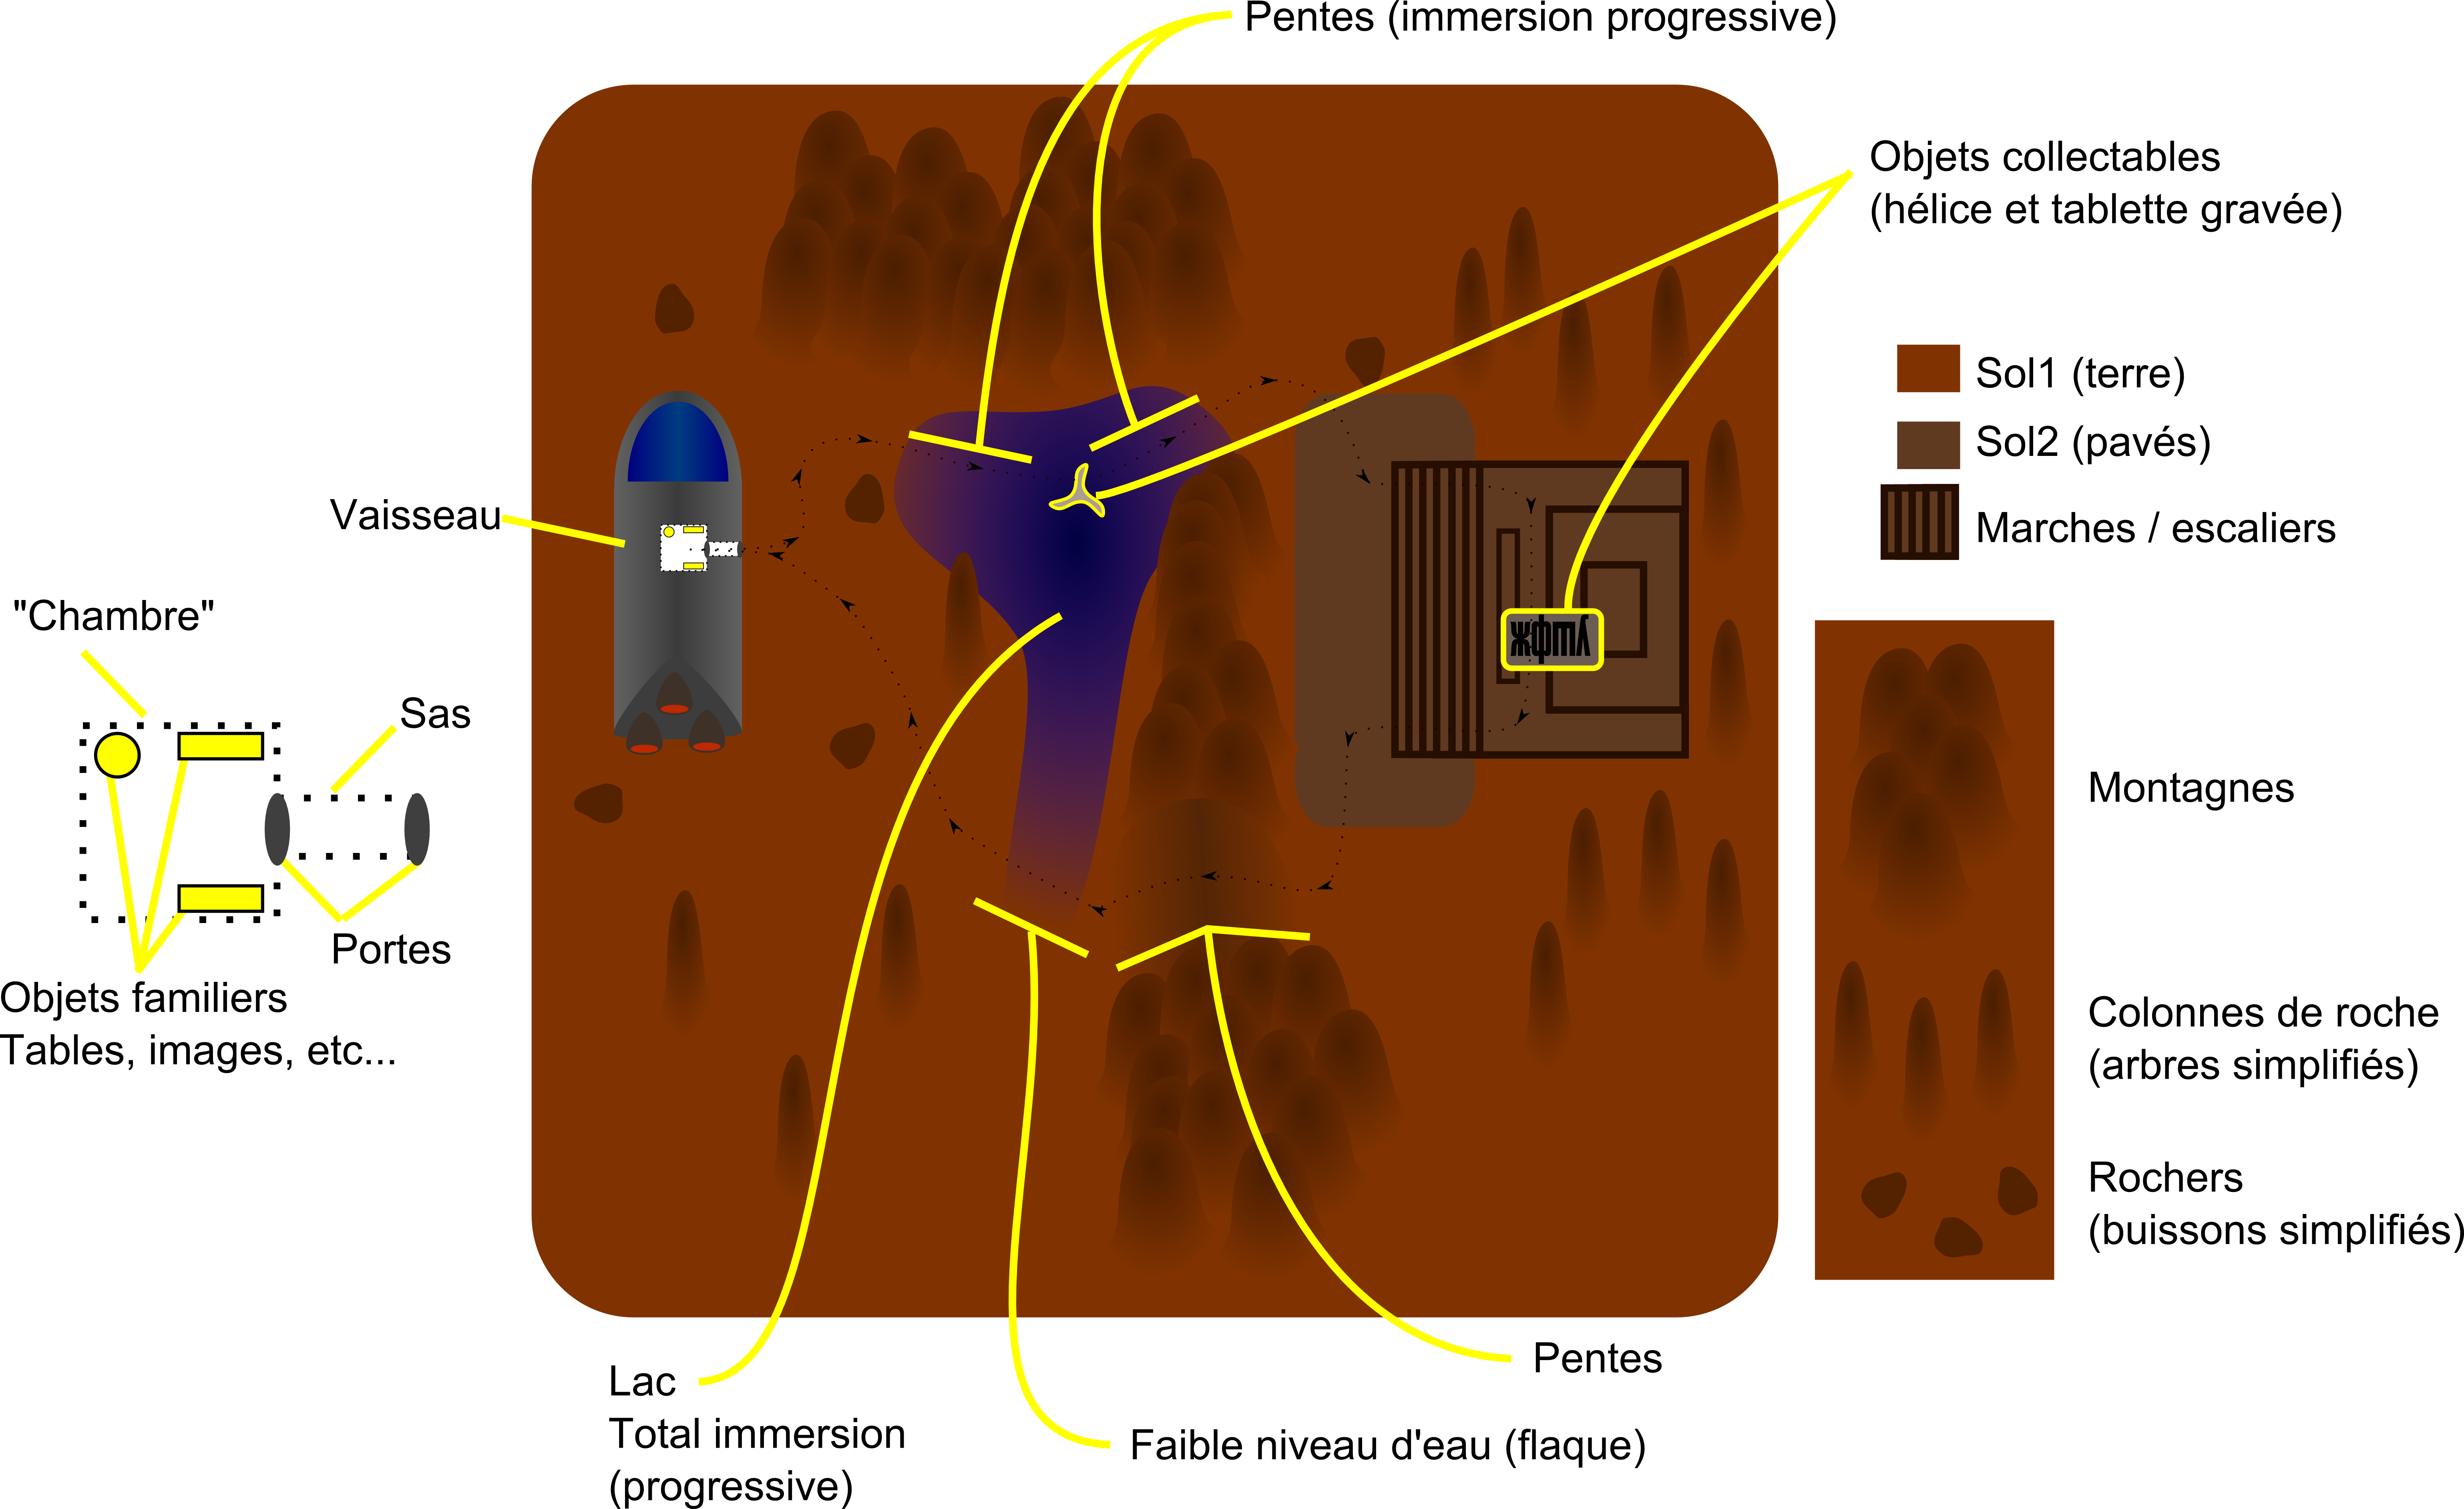 Pentes (immersion progressive)
Objets collectables
(hélice et tablette gravée)
Sol1 (terre)
Sol2 (pavés)
Marches / escaliers
Vaisseau
"Chambre"
Sas
Portes
Objets familiers
Tables, images, etc...
Montagnes
Colonnes de roche
(arbres simplifiés)
Rochers
(buissons simplifiés)
Pentes
Lac
Total immersion
(progressive)
Faible niveau d'eau (flaque)